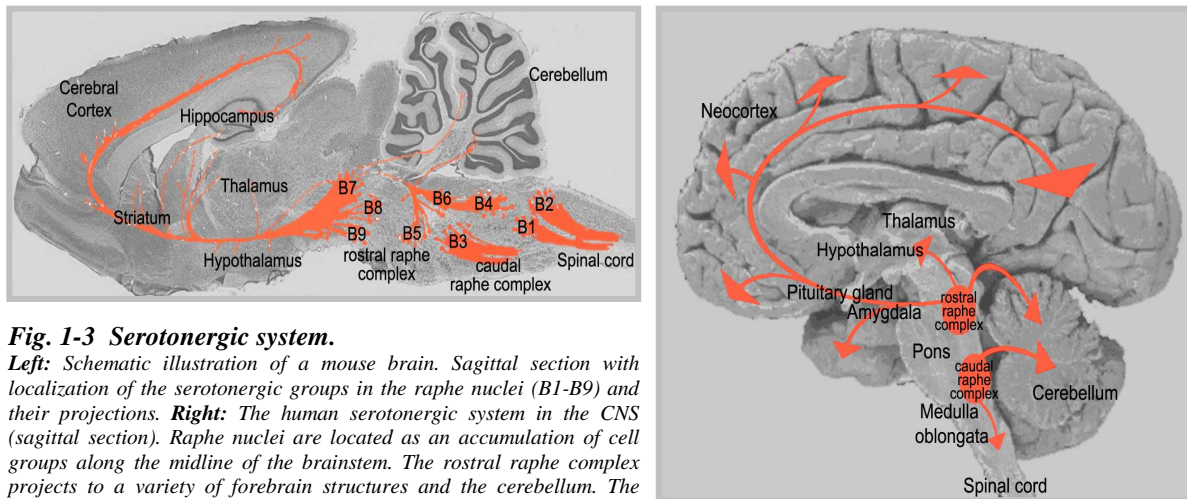 Cerebral
Cortex
Hippocampus
Cerebellum
Thalamus
Striatum
Hypothalamus
B7
B8
B9
B6
B4
B5
B3
B2
B1
rostral raphe
complex
caudal
raphe complex
Spinal cord
Neocortex
Thalamus
Hypothalamus
Pituitary gland
Amygdala
rostral
raphe
complex
Pons
caudal
raphe
complex
Cerebellum
Medulla
oblongata
Spinal cord
Fig. 1-3 Serotonergic system.
Left: Schematic illustration of a mouse brain. Sagittal section with
localization of the serotonergic groups in the raphe nuclei (B1-B9) and
their projections. Right: The human serotonergic system in the CNS
(sagittal section). Raphe nuclei are located as an accumulation of cell
groups along the midline of the brainstem. The rostral raphe complex
projects to a variety of forebrain structures and the cerebellum. The